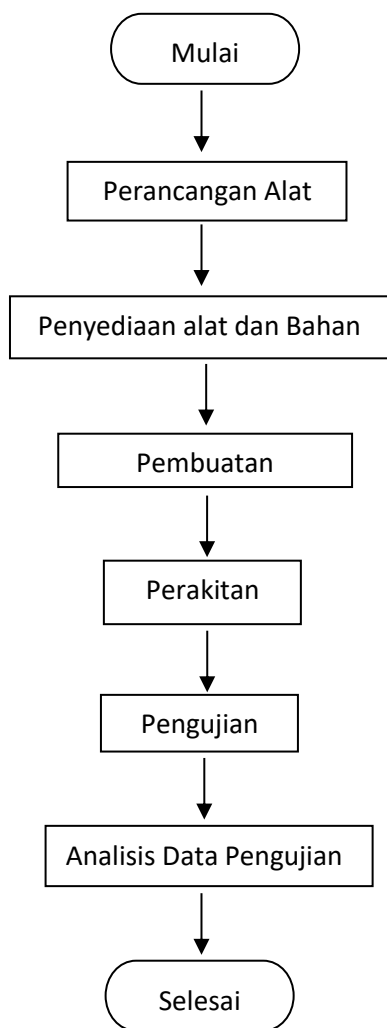 Mulai
Perancangan Alat
Penyediaan alat dan Bahan
Pembuatan
Perakitan
Pengujian
Analisis Data Pengujian
Selesai